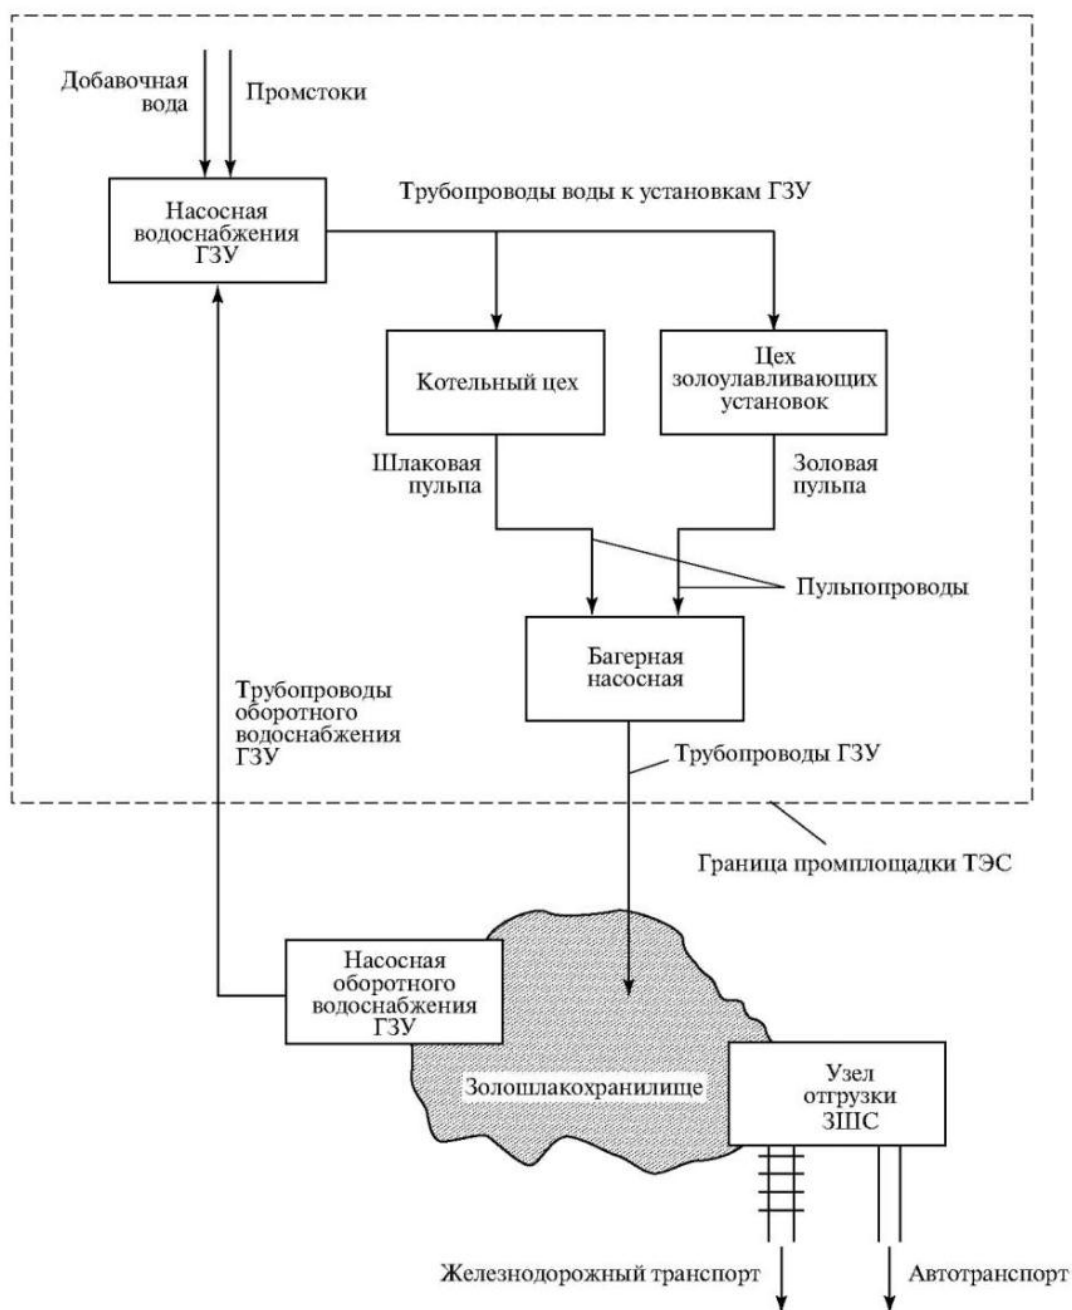 Добавочная
вода
Промстоки
Насосная
водоснабжения
ГЗУ
Трубопроводы воды к установкам ГЗУ
Котельный цех
Цех
золоулавливающих
установок
Шлаковая
пульпа
Золовая
пульпа
Пульпопроводы
Багерная
насосная
Трубопроводы
оборотного
водоснабжения
ГЗУ
Трубопроводы ГЗУ
Граница промплощадки ТЭС
Насосная
оборотного
водоснабжения
ГЗУ
Золошлакохранилище
Узел
отгрузки
ЗШС
Железнодорожный транспорт
Автотранспорт